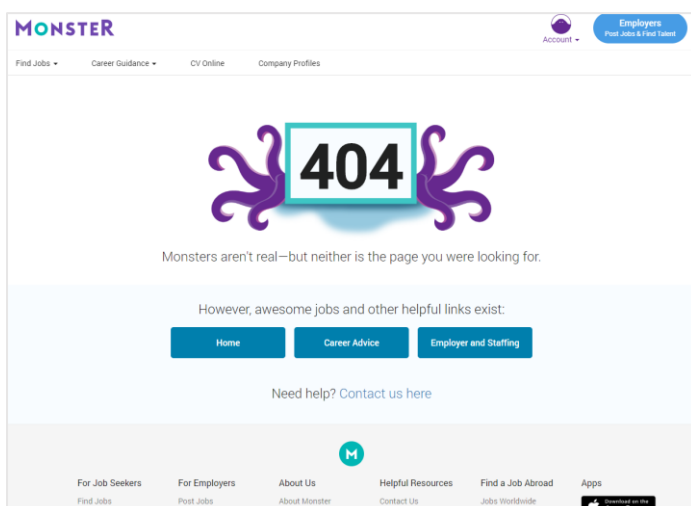 MONSTER
Account
Employers
Post Jobs & Find Talent
Find Jobs
Career Guidance
CV Online
Company Profiles
404
Monsters aren't real—but neither is the page you were looking for.
However, awesome jobs and other helpful links exist:
Home
Career Advice
Employer and Staffing
Need help? Contact us here
M
For Job Seekers
For Employers
About Us
Helpful Resources
Find a Job Abroad
Apps
Find Jobs
Post Jobs
About Monster
Contact Us
Jobs Worldwide
Download on the